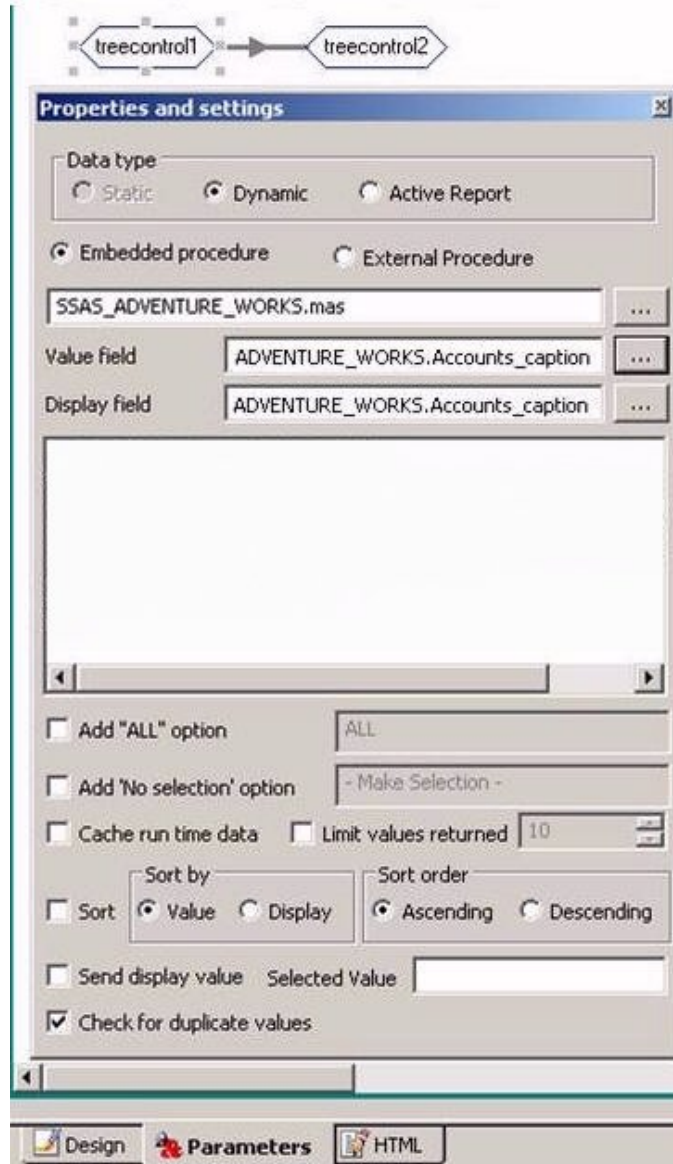 treecontrol1 treecontrol2
Properties and settings
Data type
Static Dynamic Active Report
Embedded procedure External Procedure
SSAS_ADVENTURE_WORKS.mas ...
Value field ADVENTURE_WORKS.Accounts_caption ...
Display field ADVENTURE_WORKS.Accounts_caption ...
Add "ALL" option ALL
Add 'No selection' option - Make Selection -
Cache run time data Limit values returned 10
Sort by Sort order
Sort Value Display Ascending Descending
Send display value Selected Value
Check for duplicate values
Design Parameters HTML